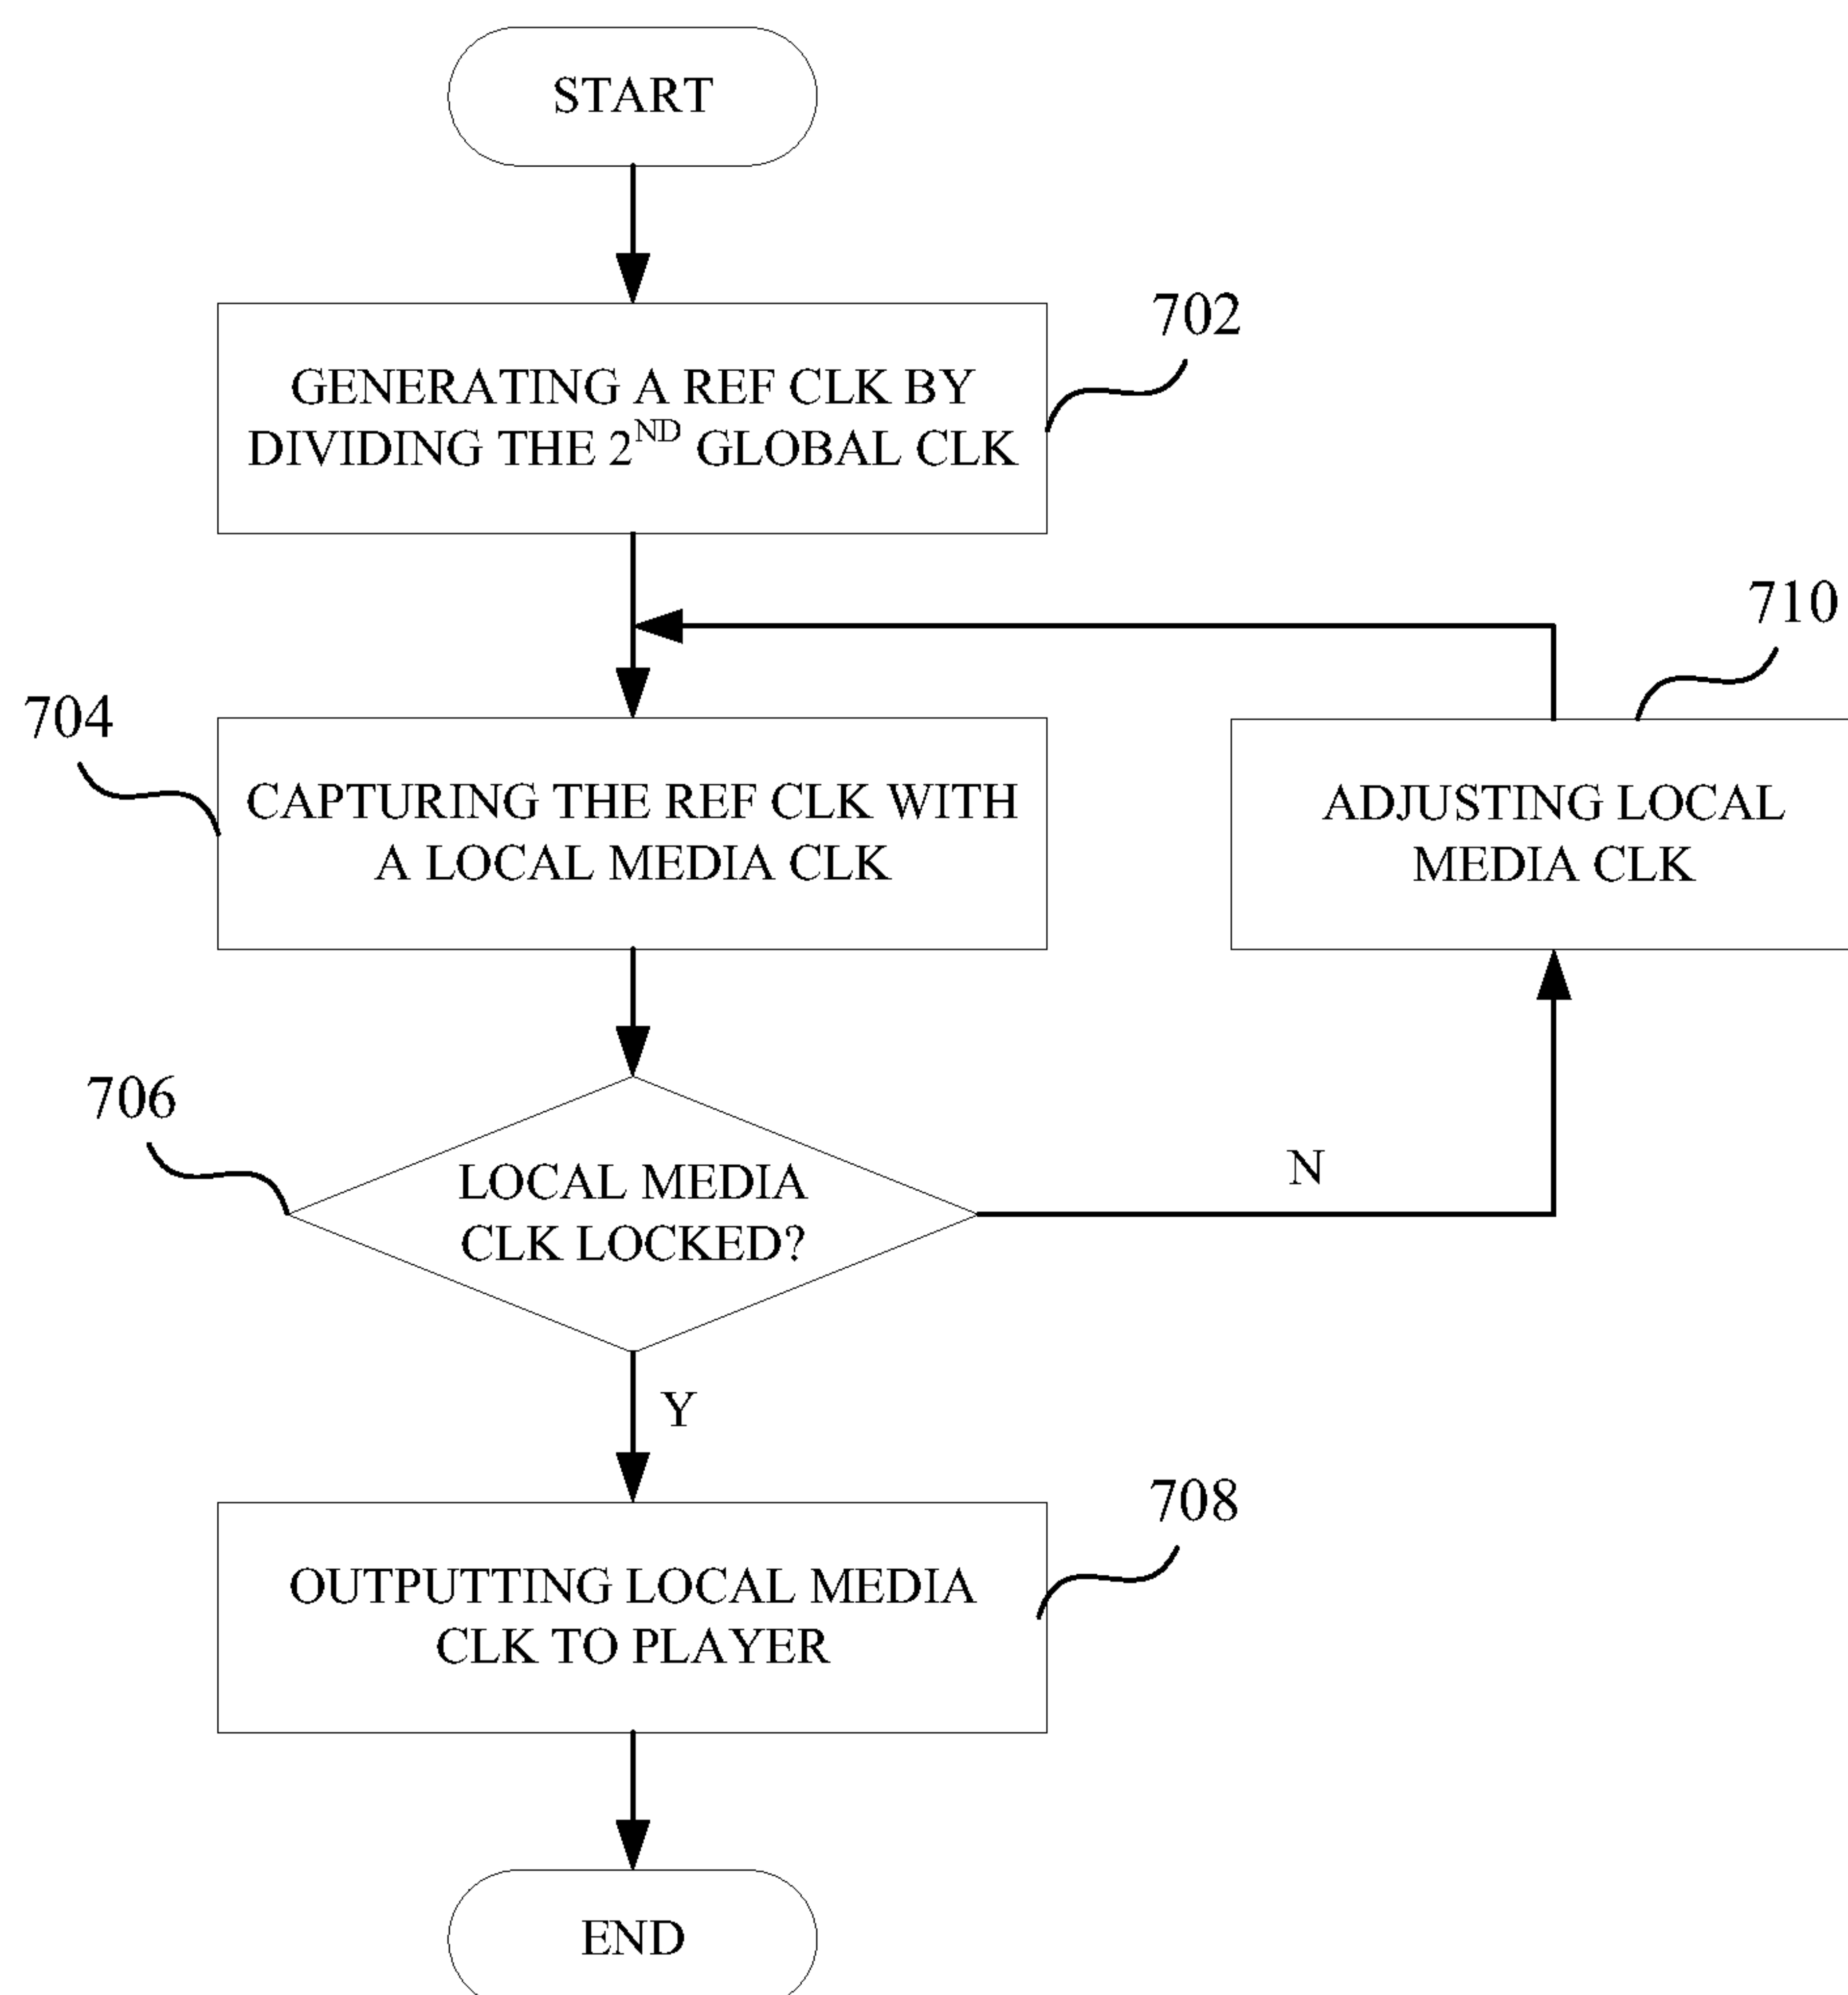 START
702
GENERATING A REF CLK BY
DIVIDING THE 2ND GLOBAL CLK
710
704
CAPTURING THE REF CLK WITH
A LOCAL MEDIA CLK
ADJUSTING LOCAL
MEDIA CLK
706
LOCAL MEDIA
CLK LOCKED?
N
Y
708
OUTPUTTING LOCAL MEDIA
CLK TO PLAYER
END